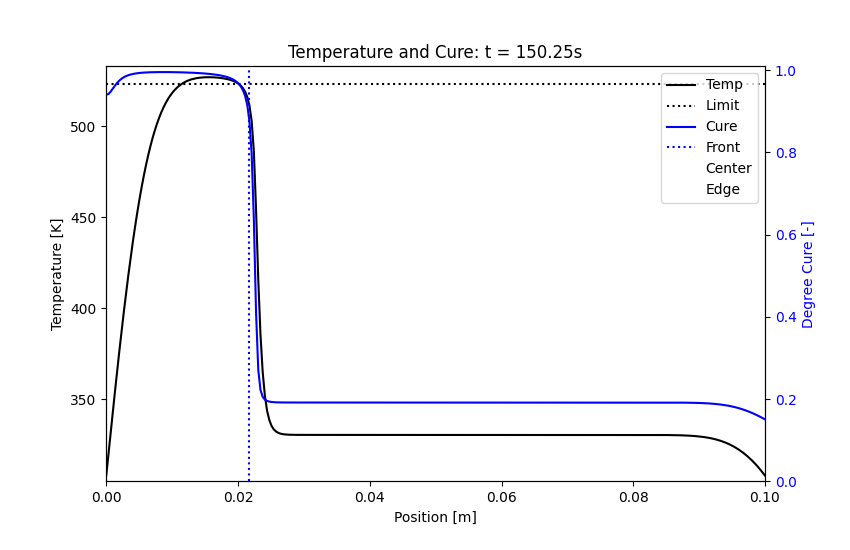 Temperature and Cure: t = 150.25s
Temp
Limit
Cure
Front
Center
Edge
500
450
400
350
Temperature [K]
1.0
0.8
0.6
0.4
0.2
0.0
Degree Cure [-]
0.00 0.02 0.04 0.06 0.08 0.10
Position [m]